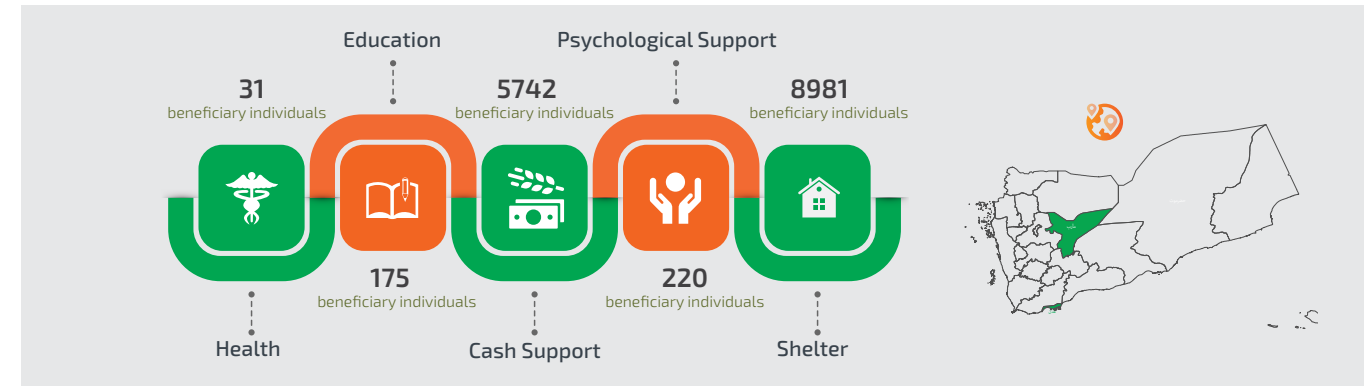 Education
Psychological Support
31
beneficiary individuals
5742
beneficiary individuals
8981
beneficiary individuals
175
beneficiary individuals
220
beneficiary individuals
Health
Cash Support
Shelter